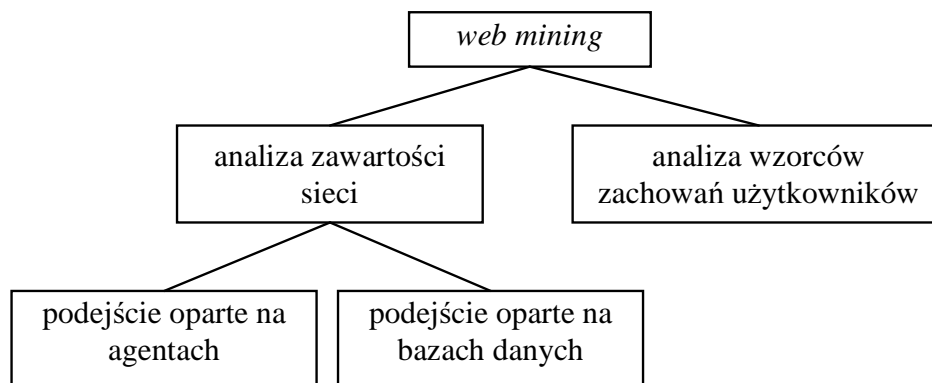 web mining
analiza zawartości
sieci
analiza wzorców
zachowań użytkowników
podejście oparte na
agentach
podejście oparte na
bazach danych